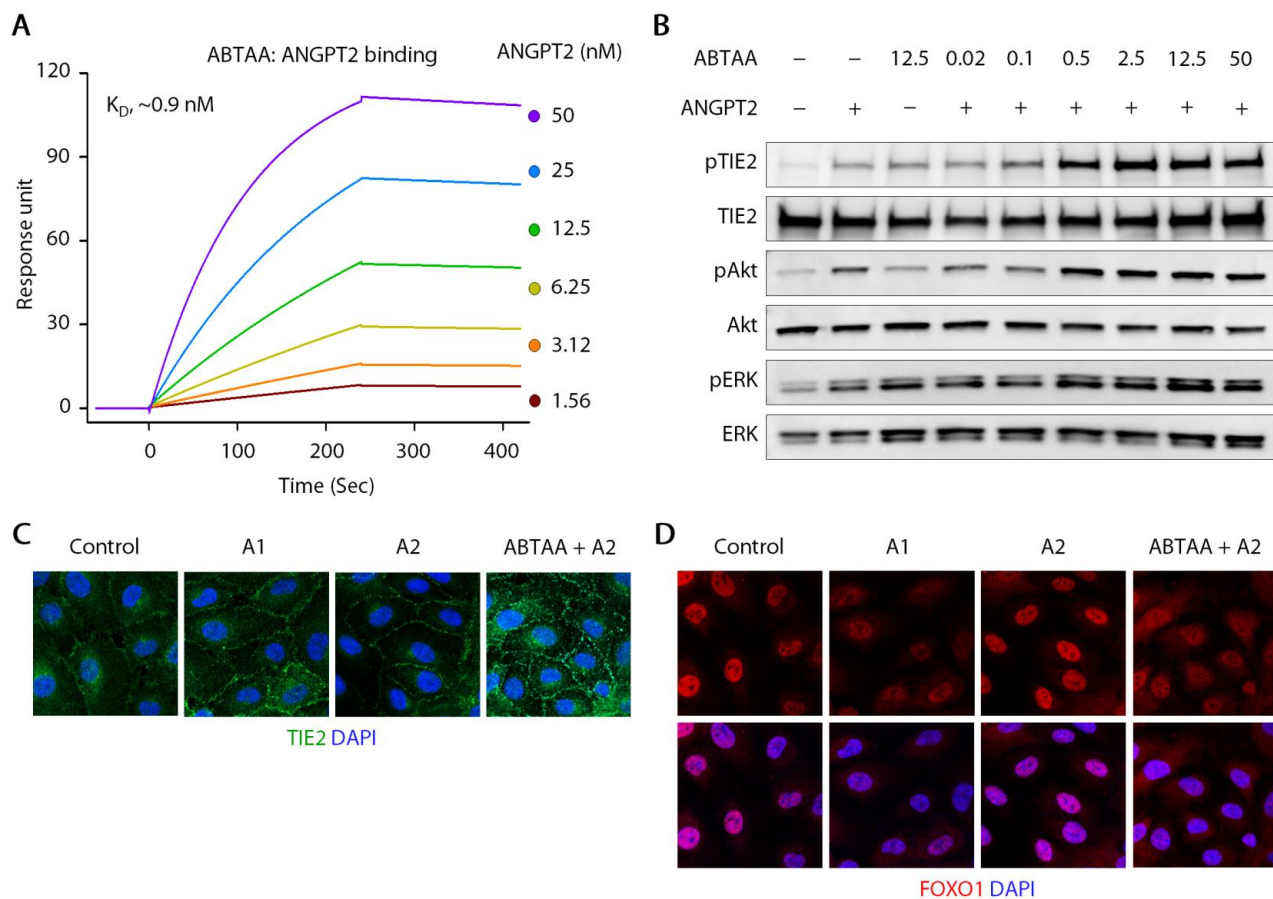 A
ABTAA: ANGPT2 binding
ANGPT2 (nM)
K_D, ~0.9 nM
Response unit
120
90
60
30
0
0 100 200 300 400
Time (Sec)
50
25
12.5
6.25
3.12
1.56
B
ABTAA – – 12.5 0.02 0.1 0.5 2.5 12.5 50
ANGPT2 – + – + + + + + +
pTIE2
TIE2
pAkt
Akt
pERK
ERK
C
Control A1 A2 ABTAA + A2
TIE2 DAPI
D
Control A1 A2 ABTAA + A2
FOXO1 DAPI